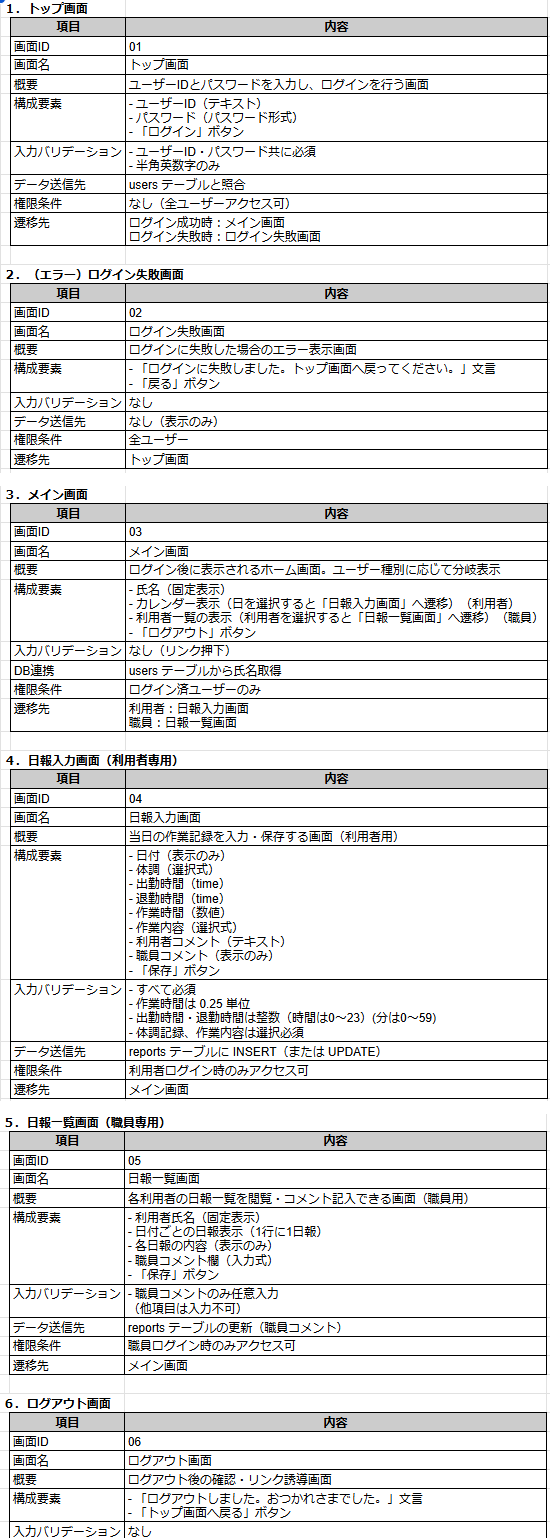 1．トップ画面
項目 内容
画面ID 01
画面名 トップ画面
概要 ユーザーIDとパスワードを入力し、ログインを行う画面
構成要素 - ユーザーID（テキスト）
- パスワード（パスワード形式）
- 「ログイン」ボタン
入力バリデーション - ユーザーID・パスワード共に必須
- 半角英数字のみ
データ送信先 users テーブルと照合
権限条件 なし（全ユーザーアクセス可）
遷移先 ログイン成功時：メイン画面
ログイン失敗時：ログイン失敗画面
2．（エラー）ログイン失敗画面
項目 内容
画面ID 02
画面名 ログイン失敗画面
概要 ログインに失敗した場合のエラー表示画面
構成要素 - 「ログインに失敗しました。トップ画面へ戻ってください。」文言
- 「戻る」ボタン
入力バリデーション なし
データ送信先 なし（表示のみ）
権限条件 全ユーザー
遷移先 トップ画面
3．メイン画面
項目 内容
画面ID 03
画面名 メイン画面
概要 ログイン後に表示されるホーム画面。ユーザー種別に応じて分岐表示
構成要素 - 氏名（固定表示）
- カレンダー表示（日を選択すると「日報入力画面」へ遷移）（利用者）
- 利用者一覧の表示（利用者を選択すると「日報一覧画面」へ遷移）（職員）
- 「ログアウト」ボタン
入力バリデーション なし（リンク押下）
DB連携 users テーブルから氏名取得
権限条件 ログイン済ユーザーのみ
遷移先 利用者：日報入力画面
職員：日報一覧画面
4．日報入力画面（利用者専用）
項目 内容
画面ID 04
画面名 日報入力画面
概要 当日の作業記録を入力・保存する画面（利用者用）
構成要素 - 日付（表示のみ）
- 体調（選択式）
- 出勤時間（time）
- 退勤時間（time）
- 作業時間（数値）
- 作業内容（選択式）
- 利用者コメント（テキスト）
- 職員コメント（表示のみ）
- 「保存」ボタン
入力バリデーション - すべて必須
- 作業時間は 0.25 単位
- 出勤時間・退勤時間は整数（時間は0～23）(分は0～59)
- 体調記録、作業内容は選択必須
データ送信先 reports テーブルに INSERT（または UPDATE）
権限条件 利用者ログイン時のみアクセス可
遷移先 メイン画面
5．日報一覧画面（職員専用）
項目 内容
画面ID 05
画面名 日報一覧画面
概要 各利用者の日報一覧を閲覧・コメント記入できる画面（職員用）
構成要素 - 利用者氏名（固定表示）
- 日付ごとの日報表示（1行に1日報）
- 各日報の内容（表示のみ）
- 職員コメント欄（入力式）
- 「保存」ボタン
入力バリデーション - 職員コメントのみ任意入力
（他項目は入力不可）
データ送信先 reports テーブルの更新（職員コメント）
権限条件 職員ログイン時のみアクセス可
遷移先 メイン画面
6．ログアウト画面
項目 内容
画面ID 06
画面名 ログアウト画面
概要 ログアウト後の確認・リンク誘導画面
構成要素 - 「ログアウトしました。おつかれさまでした。」文言
- 「トップ画面へ戻る」ボタン
入力バリデーション なし